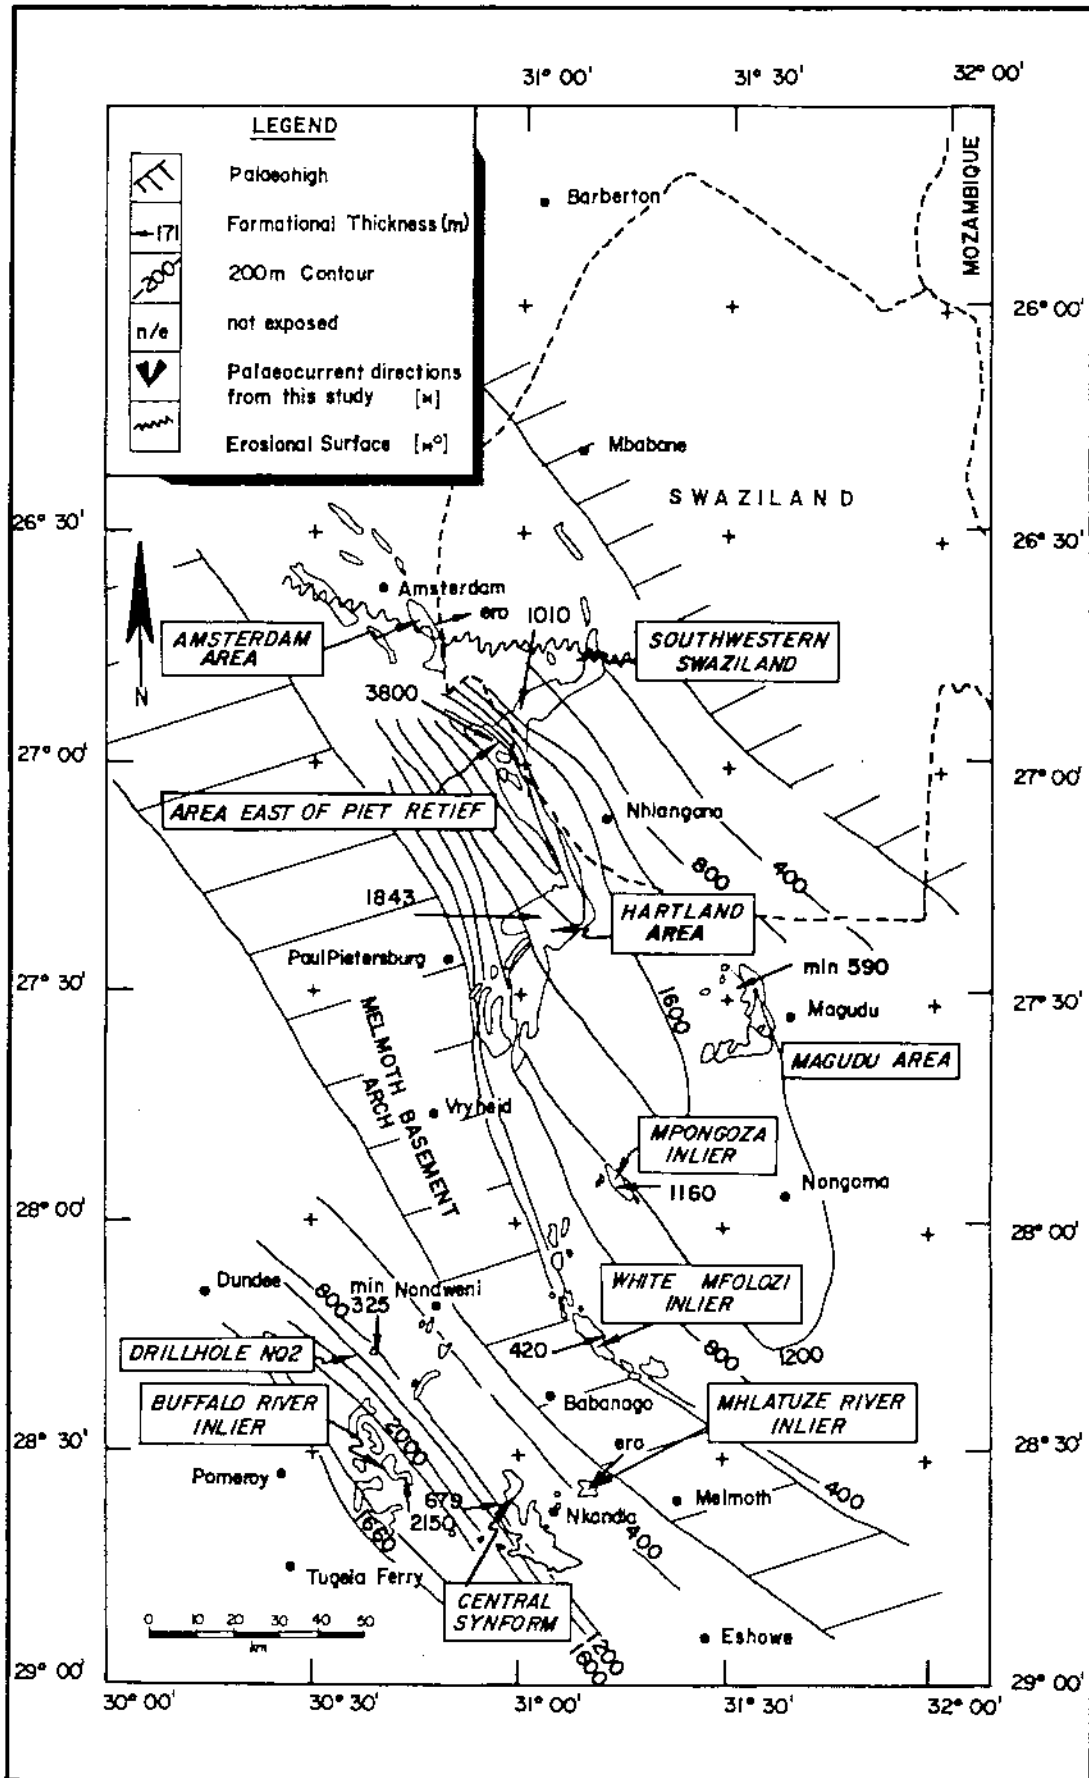 31° 00'
31° 30'
32° 00'
LEGEND
Palaeohigh
171
Formational Thickness (m)
200
200m Contour
n/e
not exposed
Palaeocurrent directions
from this study [*]
Erosional Surface [*°]
MOZAMBIQUE
Barberton
26° 00'
Mbabane
SWAZILAND
26° 30'
26° 30'
Amsterdam
ero
1010
AMSTERDAM
AREA
SOUTHWESTERN
SWAZILAND
N
3800
27° 00'
27° 00'
AREA EAST OF PIET RETIEF
Nhlangano
800
400
1843
HARTLAND
AREA
PaulPietersburg
min 590
27° 30'
27° 30'
1600
Magudu
MAGUDU AREA
MELMOTH BASEMENT
ARCH
Vryheid
MPONGOZA
INLIER
1160
Nongoma
28° 00'
28° 00'
Dundee
800
min
325
Nondweni
WHITE MFOLOZI
INLIER
420
800
1200
DRILLHOLE NO2
BUFFALO RIVER
INLIER
Babanago
MHLATUZE RIVER
INLIER
2000
ero
28° 30'
28° 30'
Pomeroy
679
2150
Nkandla
Melmoth
400
400
1660
Tugela Ferry
CENTRAL
SYNFORM
0 10 20 30 40 50
km
Eshowe
1200
1600
29° 00'
29° 00'
30° 00'
30° 30'
31° 00'
31° 30'
32° 00'